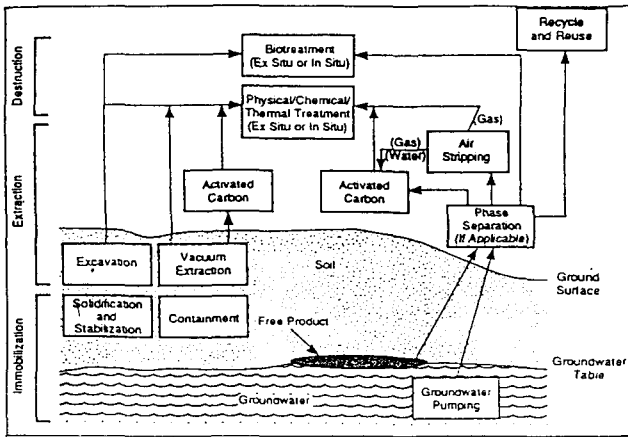 Recycle
and Reuse
Destruction
Biotreatment
(Ex Situ or In Situ)
Physical/Chemical/
Thermal Treatment
(Ex Situ or In Situ)
(Gas)
Extraction
(Gas)
(Water)
Air
Stripping
Activated
Carbon
Activated
Carbon
Phase
Separation
(If Applicable)
Excavation
Vacuum
Extraction
Soil
Ground
Surface
Immobilization
Solidification
and
Stabilization
Containment
Free Product
Groundwater
Table
Groundwater
Groundwater
Pumping